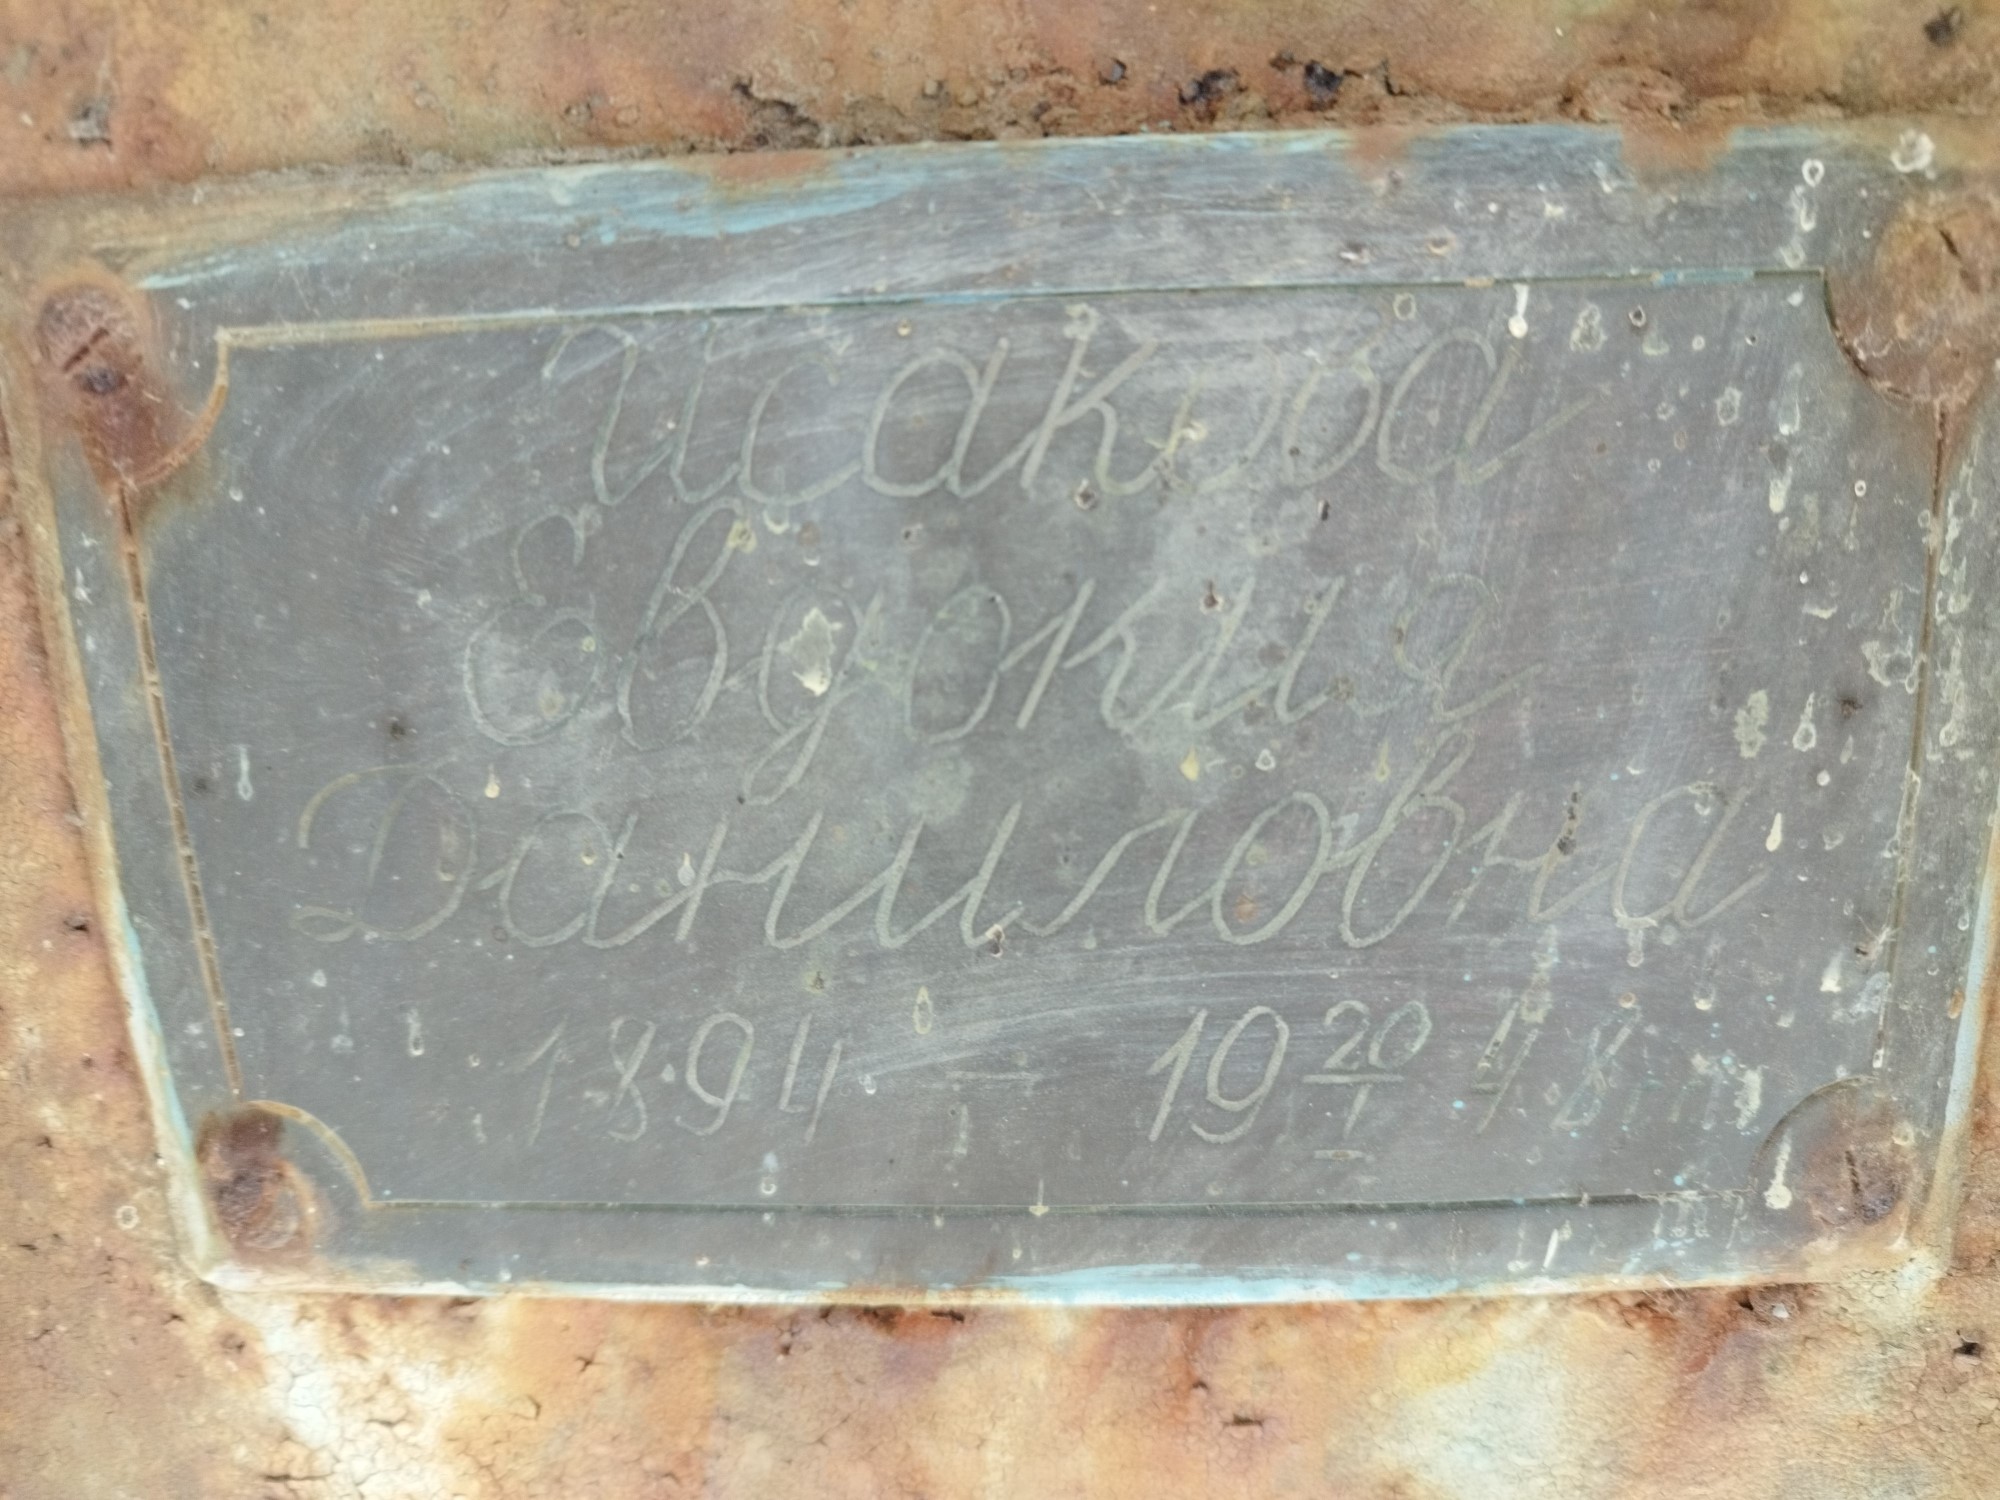 Исакова
Евдокия
Даниловна
1894 — 19 20/I 48 г.